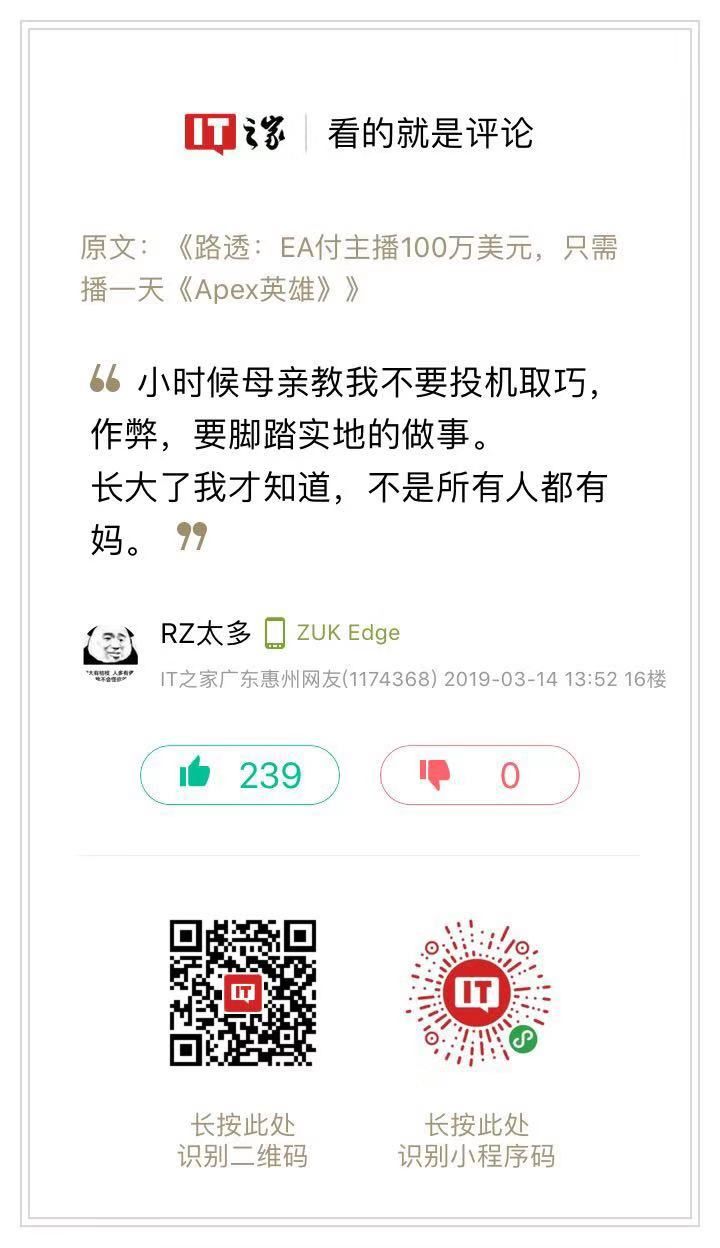 IT之家 | 看的就是评论
原文：《路透：EA付主播100万美元，只需
播一天《Apex英雄》》
“ 小时候母亲教我不要投机取巧，
作弊，要脚踏实地的做事。
长大了我才知道，不是所有人都有
妈。 ”
RZ太多 ZUK Edge
IT之家广东惠州网友(1174368) 2019-03-14 13:52 16楼
239 0
IT
IT
长按此处 长按此处
识别二维码 识别小程序码